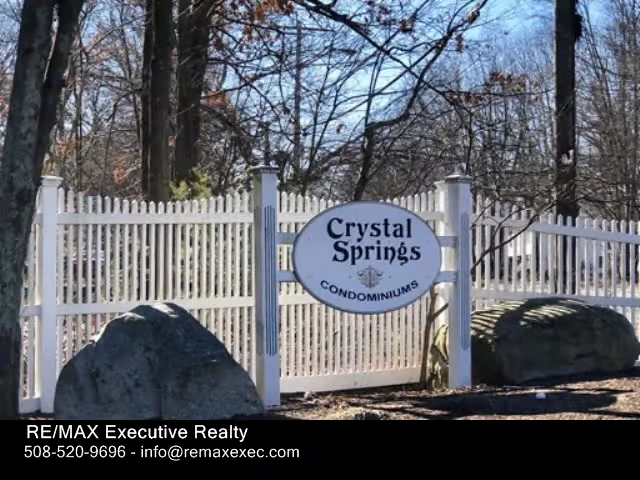 Crystal
Springs
CONDOMINIUMS
RE/MAX Executive Realty
508-520-9696 - info@remaxexec.com